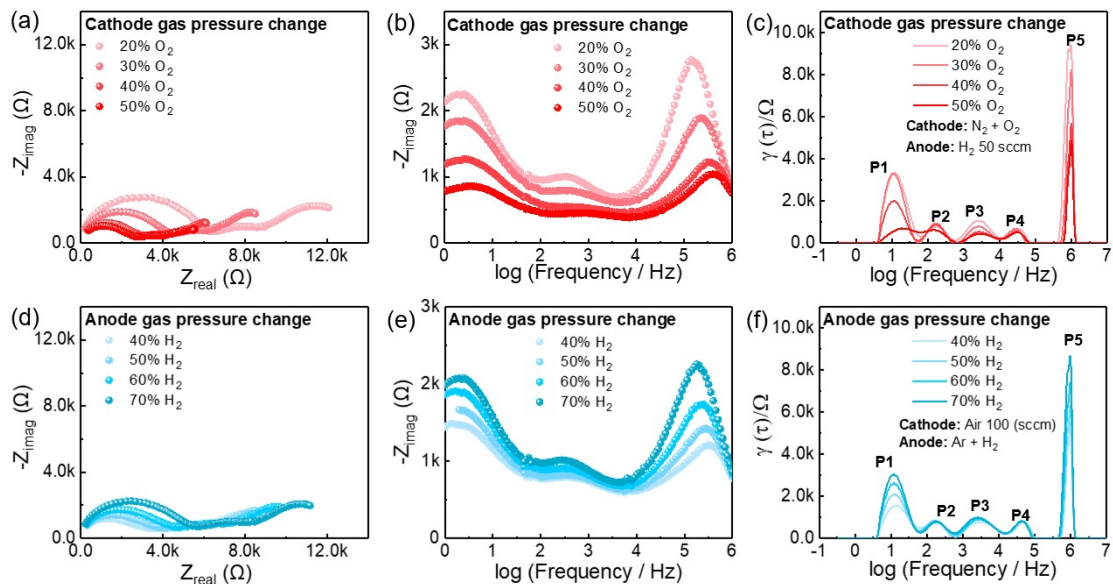 (a)
Cathode gas pressure change
20% O2
30% O2
40% O2
50% O2
12.0k
8.0k
4.0k
0.0
-Zimag (Ω)
0.0 4.0k 8.0k 12.0k
Zreal (Ω)
(b)
Cathode gas pressure change
20% O2
30% O2
40% O2
50% O2
3k
2k
1k
0
-Zimag (Ω)
0 1 2 3 4 5 6
log (Frequency / Hz)
(c)
Cathode gas pressure change
20% O2
30% O2
40% O2
50% O2
Cathode: N2 + O2
Anode: H2 50 sccm
P1
P2
P3
P4
P5
10.0k
8.0k
6.0k
4.0k
2.0k
0.0
γ (τ)/Ω
-1 0 1 2 3 4 5 6 7
log (Frequency / Hz)
(d)
Anode gas pressure change
40% H2
50% H2
60% H2
70% H2
12.0k
8.0k
4.0k
0.0
-Zimag (Ω)
0.0 4.0k 8.0k 12.0k
Zreal (Ω)
(e)
Anode gas pressure change
40% H2
50% H2
60% H2
70% H2
3k
2k
1k
0
-Zimag (Ω)
0 1 2 3 4 5 6
log (Frequency / Hz)
(f)
Anode gas pressure change
40% H2
50% H2
60% H2
70% H2
Cathode: Air 100 (sccm)
Anode: Ar + H2
P1
P2
P3
P4
P5
10.0k
8.0k
6.0k
4.0k
2.0k
0.0
γ (τ)/Ω
-1 0 1 2 3 4 5 6 7
log (Frequency / Hz)